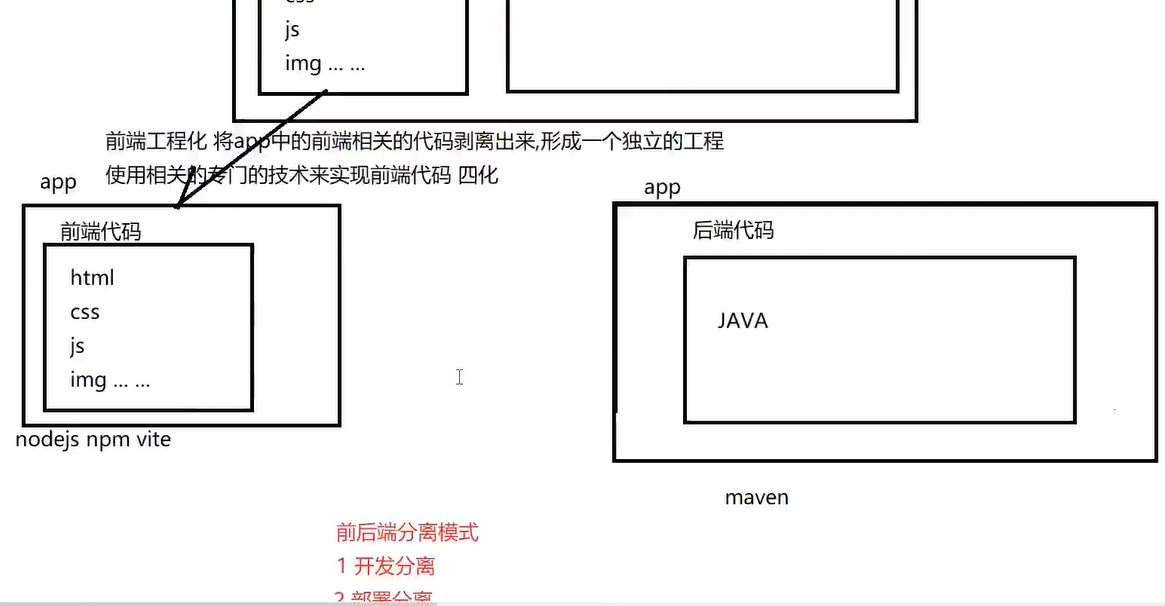 css
js
img ... ...
前端工程化 将app中的前端相关的代码剥离出来,形成一个独立的工程
使用相关的专门的技术来实现前端代码 四化
app
app
前端代码
后端代码
html
css
JAVA
js
img ... ...
nodejs npm vite
maven
前后端分离模式
1 开发分离
2 部署分离